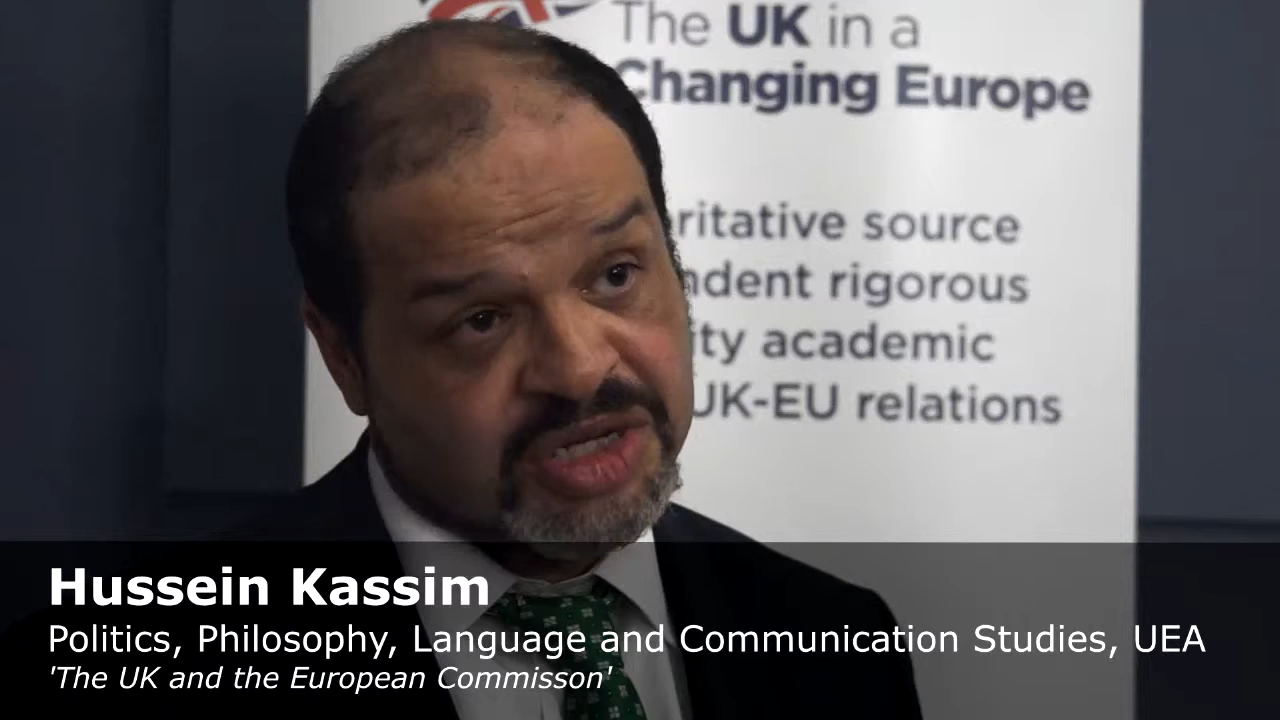 The UK in a
Changing Europe
source
rigorous
academic
UK-EU relations
Hussein Kassim
Politics, Philosophy, Language and Communication Studies, UEA
'The UK and the European Commisson'